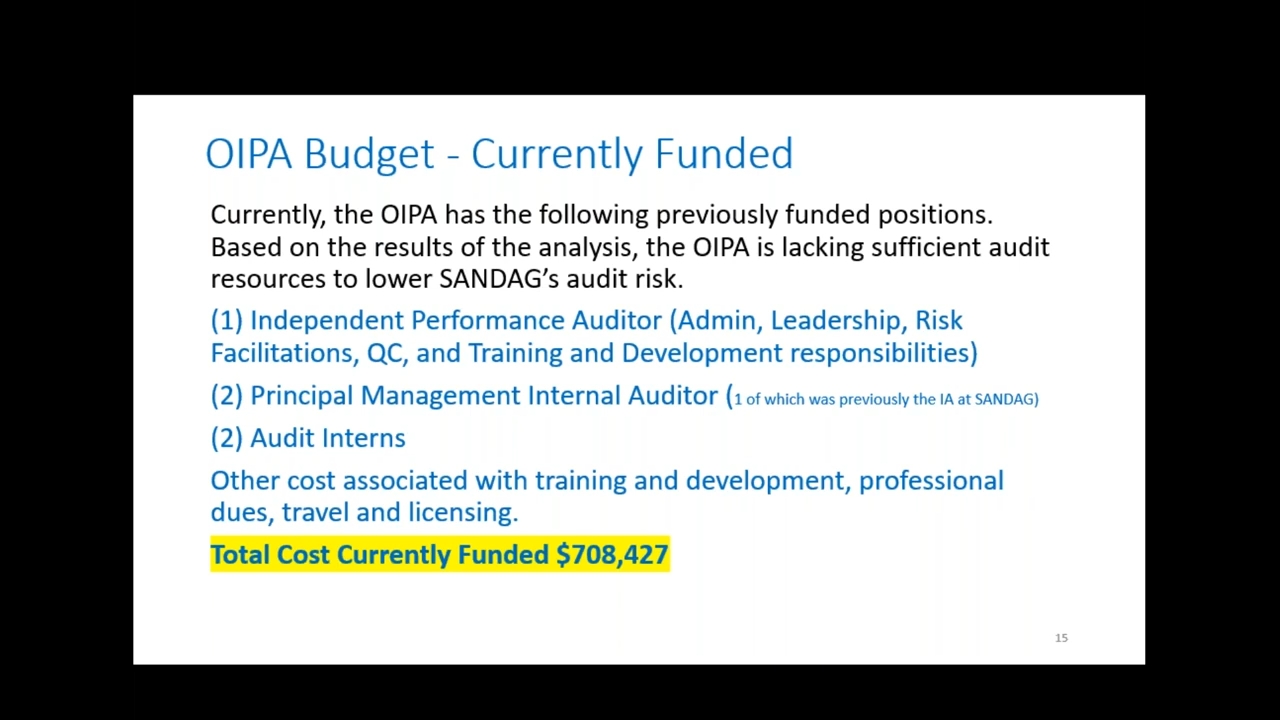 OIPA Budget - Currently Funded
Currently, the OIPA has the following previously funded positions.
Based on the results of the analysis, the OIPA is lacking sufficient audit
resources to lower SANDAG’s audit risk.
(1) Independent Performance Auditor (Admin, Leadership, Risk
Facilitations, QC, and Training and Development responsibilities)
(2) Principal Management Internal Auditor (1 of which was previously the IA at SANDAG)
(2) Audit Interns
Other cost associated with training and development, professional
dues, travel and licensing.
Total Cost Currently Funded $708,427
15